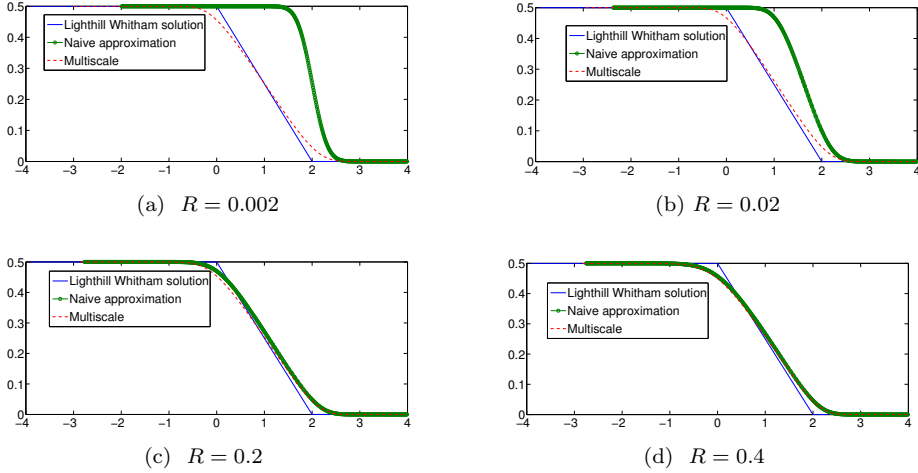 0.5
0.4
0.3
0.2
0.1
0
−4 −3 −2 −1 0 1 2 3 4
Lighthill Whitham solution
Naive approximation
Multiscale
(a) R = 0.002
0.5
0.4
0.3
0.2
0.1
0
−4 −3 −2 −1 0 1 2 3 4
Lighthill Whitham solution
Naive approximation
Multiscale
(b) R = 0.02
0.5
0.4
0.3
0.2
0.1
0
−4 −3 −2 −1 0 1 2 3 4
Lighthill Whitham solution
Naive approximation
Multiscale
(c) R = 0.2
0.5
0.4
0.3
0.2
0.1
0
−4 −3 −2 −1 0 1 2 3 4
Lighthill Whitham solution
Naive approximation
Multiscale
(d) R = 0.4